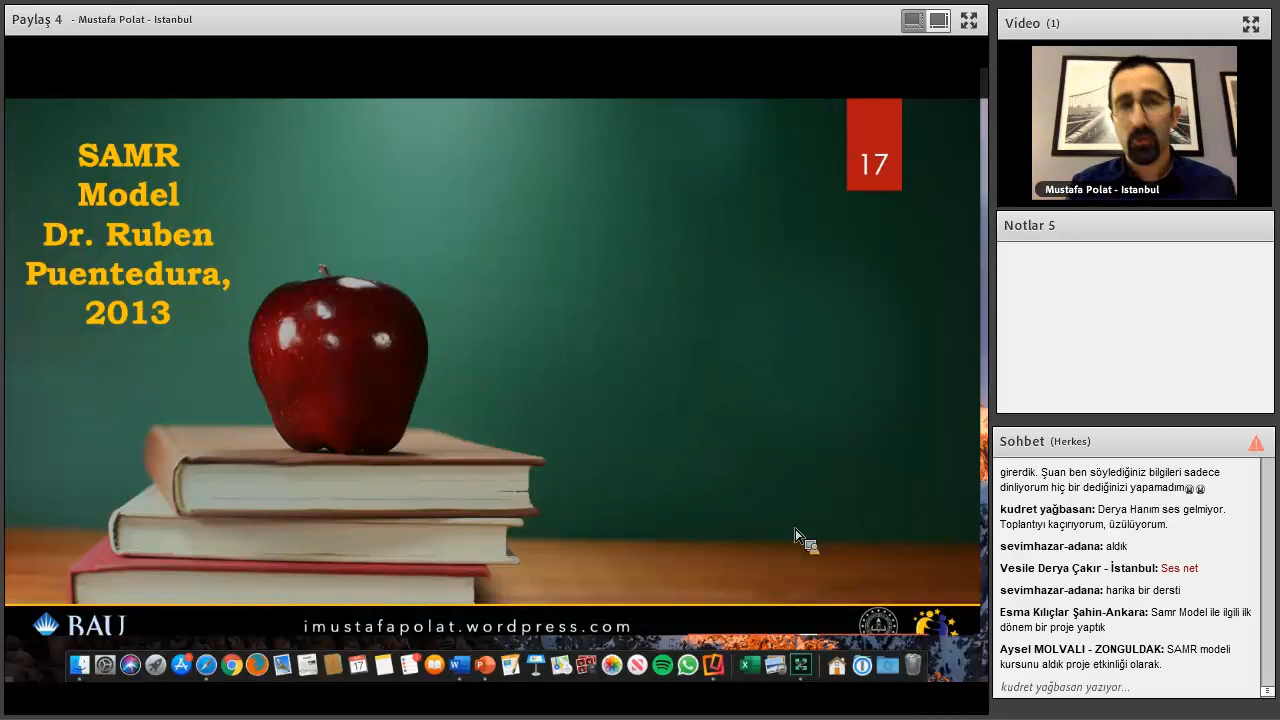 Paylaş 4 - Mustafa Polat - Istanbul
SAMR
Model
Dr. Ruben
Puentedura,
2013
17
BAU
imustafapolat.wordpress.com
Video (1)
Mustafa Polat - Istanbul
Notlar 5
Sohbet (Herkes)
girerdik. Şuan ben söylediğiniz bilgileri sadece
dinliyorum hiç bir dediğinizi yapamadım
kudret yağbasan: Derya Hanım ses gelmiyor.
Toplantıyı kaçırıyorum, üzülüyorum.
sevimhazar-adana: aldık
Vesile Derya Çakır - İstanbul: Ses net
sevimhazar-adana: harika bir dersti
Esma Kılıçlar Şahin-Ankara: Samr Model ile ilgili ilk
dönem bir proje yaptık
Aysel MOLVALI - ZONGULDAK: SAMR modeli
kursunu aldık proje etkinliği olarak.
kudret yağbasan yazıyor...